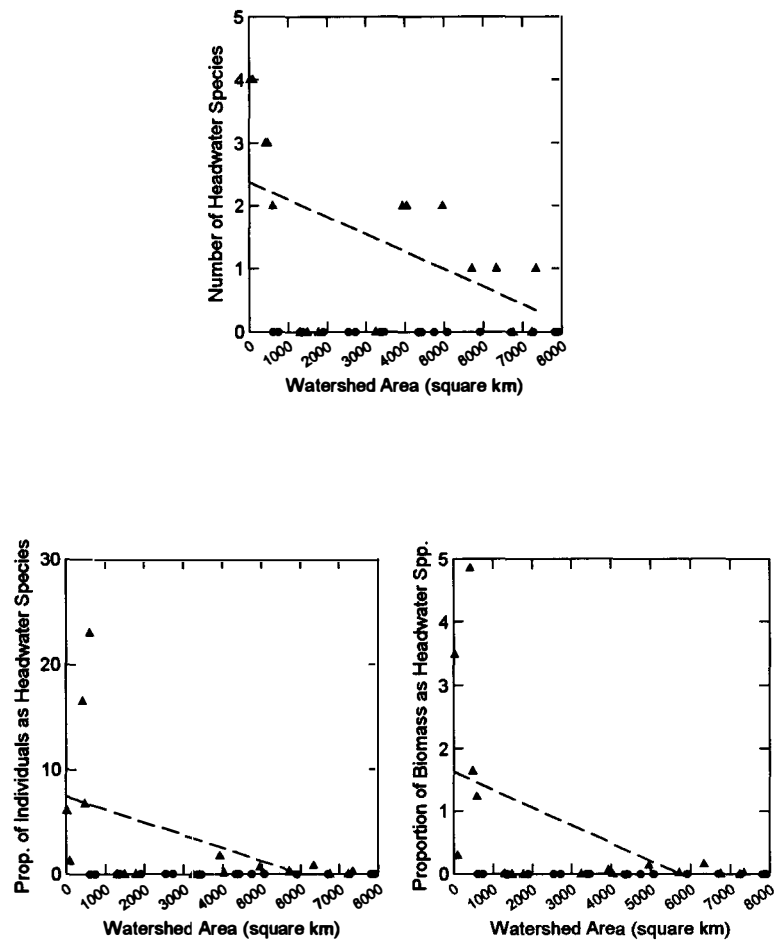 5
4
3
2
1
0
Number of Headwater Species
0 1000 2000 3000 4000 5000 6000 7000 8000
Watershed Area (square km)
30
20
10
0
Prop. of Individuals as Headwater Species
0 1000 2000 3000 4000 5000 6000 7000 8000
Watershed Area (square km)
5
4
3
2
1
0
Proportion of Biomass as Headwater Spp.
0 1000 2000 3000 4000 5000 6000 7000 8000
Watershed Area (square km)